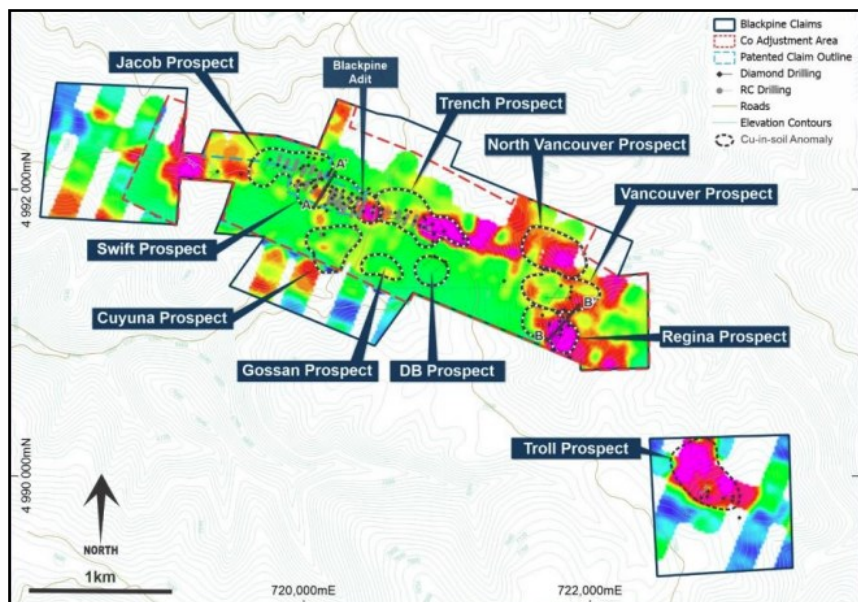 Blackpine Claims
Co Adjustment Area
Patented Claim Outline
Diamond Drilling
RC Drilling
Roads
Elevation Contours
Cu-in-soil Anomaly
Jacob Prospect
Blackpine
Adit
Trench Prospect
North Vancouver Prospect
Vancouver Prospect
4 992 000mN
A'
A
Swift Prospect
Cuyuna Prospect
Gossan Prospect
DB Prospect
B'
B
Regina Prospect
Troll Prospect
4 990 000mN
NORTH
1km
720,000mE
722,000mE